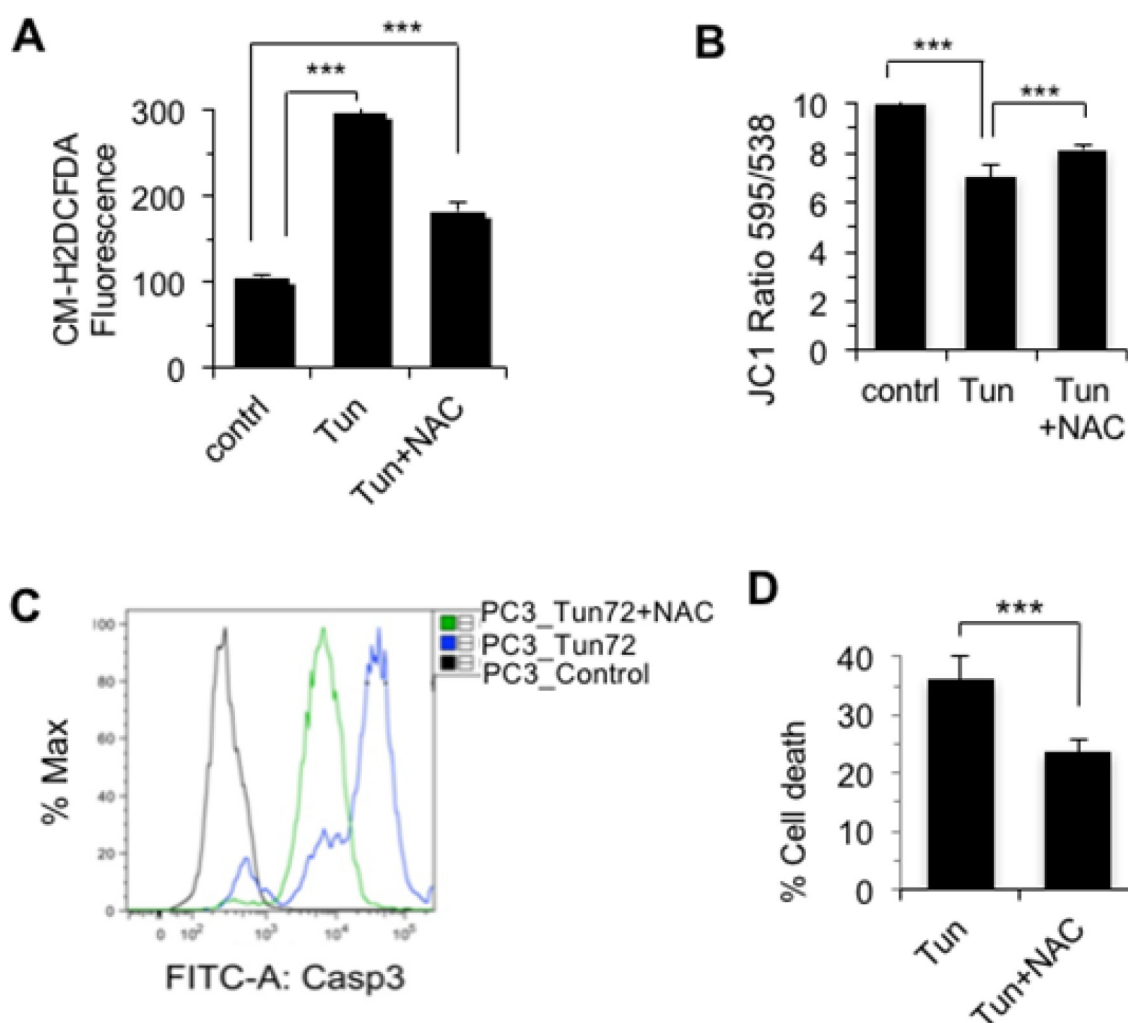 A
CM-H2DCFDA
Fluorescence
300
200
100
0
***
***
contrl
Tun
Tun+NAC
B
JC1 Ratio 595/538
10
8
6
4
2
0
***
***
contrl
Tun
Tun
+NAC
C
% Max
100
80
60
40
20
0
0
10²
10³
10⁴
10⁵
FITC-A: Casp3
PC3_Tun72+NAC
PC3_Tun72
PC3_Control
D
% Cell death
40
30
20
10
0
***
Tun
Tun+NAC